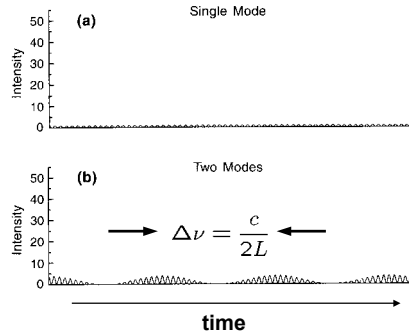 Single Mode
(a)
Intensity
50
40
30
20
10
0
Two Modes
(b)
Intensity
50
40
30
20
10
0
Δν = c/2L
time